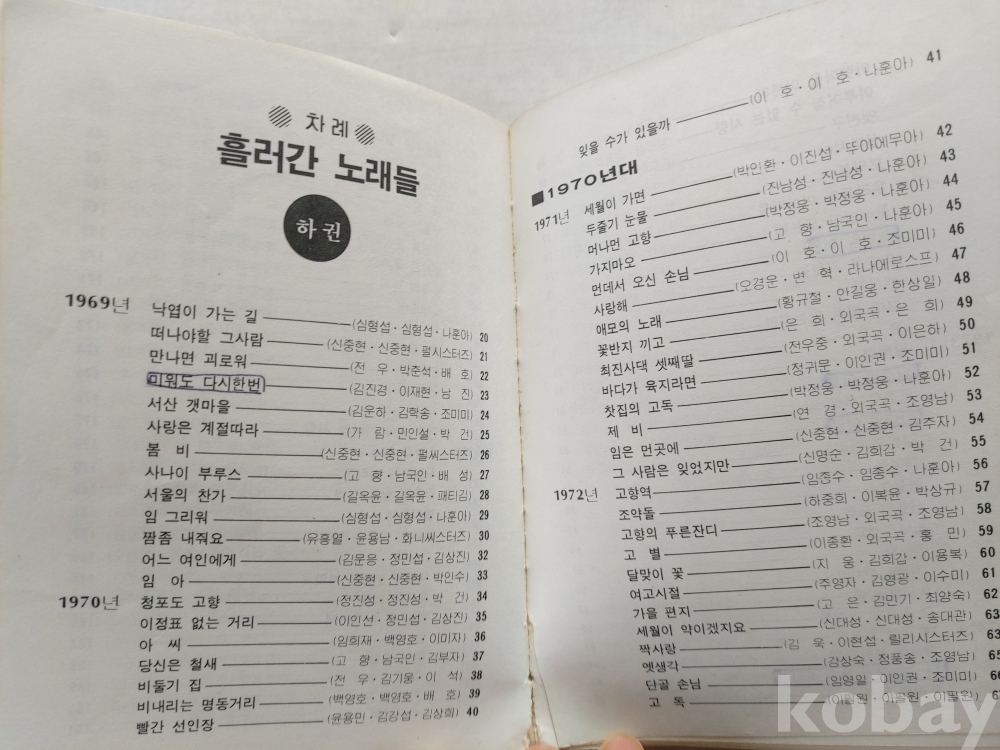 차례
흘러간 노래들
하권
1969년 낙엽이 가는 길 (심형섭·심형섭·나훈아) 20
떠나야할 그사람 (신중현·신중현·펄시스터즈) 21
만나면 괴로워 (전 우·박준석·배 호) 22
미워도 다시한번 (김진경·이재현·남 진) 23
서산 갯마을 (김운하·김학송·조미미) 24
사랑은 계절따라 (가 람·민인설·박 건) 25
봄 비 (신중현·신중현·펄씨스터즈) 26
사나이 부루스 (고 향·남국인·배 성) 27
서울의 찬가 (길옥윤·길옥윤·패티김) 28
임 그리워 (심형섭·심형섭·나훈아) 29
짬좀 내줘요 (유흥열·윤용남·화니씨스터즈) 30
어느 여인에게 (김문응·정민섭·김상진) 32
임 아 (신중현·신중현·박인수) 33
1970년 청포도 고향 (정진성·정진성·박 건) 34
이정표 없는 거리 (이인선·정민섭·김상진) 35
아 씨 (임희재·백영호·이미자) 36
당신은 철새 (고 향·남국인·김부자) 37
비둘기 집 (전 우·김기웅·이 석) 38
비내리는 명동거리 (백영호·백영호·배 호) 39
빨간 선인장 (윤용민·김강섭·김상희) 40
잊을 수가 있을까 (이 호·이 호·나훈아) 41
■1970년대
1971년 세월이 가면 (박인환·이진섭·뚜아에무아) 42
두줄기 눈물 (진남성·진남성·나훈아) 43
머나먼 고향 (박정웅·박정웅·나훈아) 44
가지마오 (고 향·남국인·나훈아) 45
먼데서 오신 손님 (이 호·이 호·조미미) 46
사랑해 (오경운·변 혁·라나에로스프) 47
애모의 노래 (황규철·안길웅·한상일) 48
꽃반지 끼고 (은 희·외국곡·은 희) 49
최진사댁 셋째딸 (전우중·외국곡·이은하) 50
바다가 육지라면 (정귀문·이인권·조미미) 51
찻집의 고독 (박정웅·박정웅·나훈아) 52
제 비 (연 경·외국곡·조영남) 53
임은 먼곳에 (신중현·신중현·김추자) 54
그 사람은 잊었지만 (신명순·김희갑·박 건) 55
1972년 고향역 (임종수·임종수·나훈아) 56
조약돌 (하중희·이복윤·박상규) 57
고향의 푸른잔디 (조영남·외국곡·조영남) 58
고 별 (이종환·외국곡·홍 민) 59
달맞이 꽃 (지 웅·김희갑·이용복) 60
여고시절 (주영자·김영광·이수미) 61
가을 편지 (고 은·김민기·최양숙) 62
세월이 약이겠지요 (신대성·신대성·송대관) 63
짝사랑 (김 욱·이현섭·릴리시스터즈) 63
옛생각 (강상숙·정풍송·조영남) 65
단골 손님 (임영일·이인권·조미미) 66
고 독 (이필원·이필원·이필원)
kobay